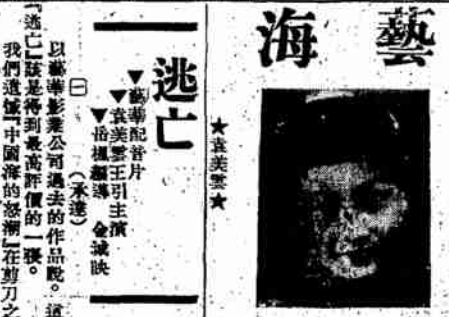 藝海
★袁美雲★
逃亡
▼藝華配音片
▼袁美雲王引主演
▼岳楓編導　金城映
㊀　（承達）
以藝華影業公司過去的作品說。這
『逃亡』該是得到最高評價的一張。
我們遺憾『中國海的怒潮』在剪刀之